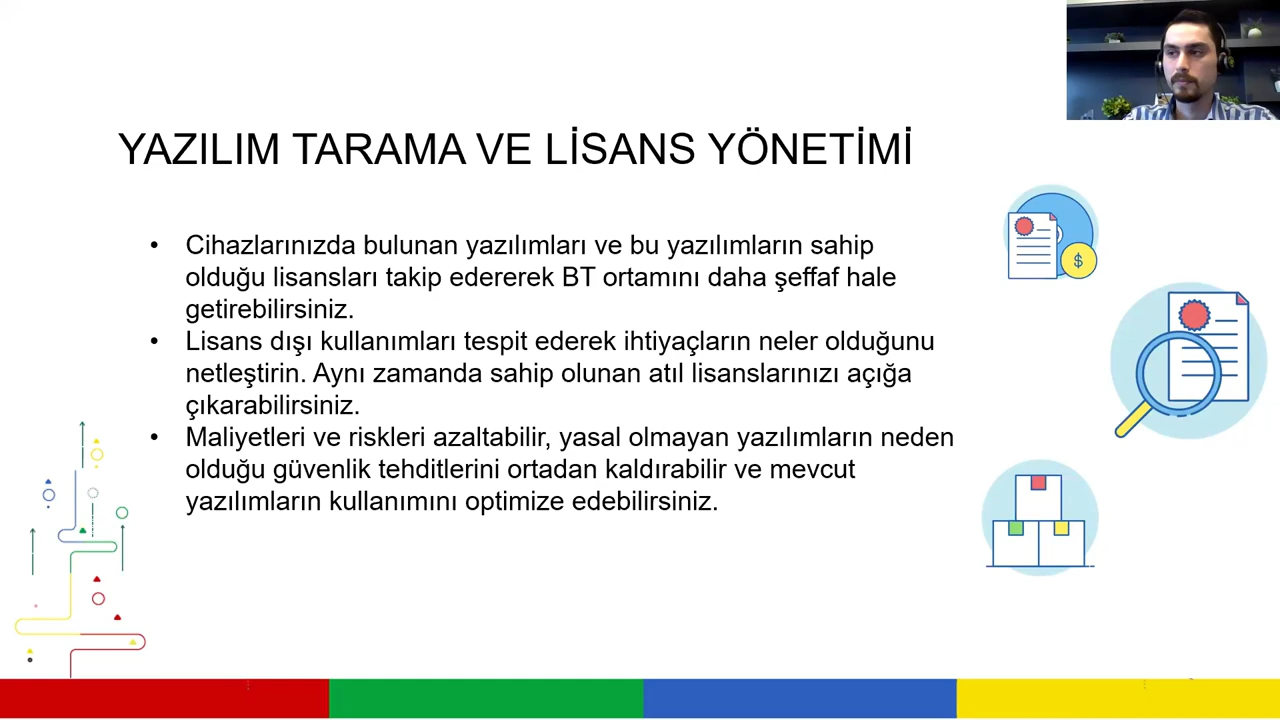 YAZILIM TARAMA VE LİSANS YÖNETİMİ
• Cihazlarınızda bulunan yazılımları ve bu yazılımların sahip
olduğu lisansları takip edererek BT ortamını daha şeffaf hale
getirebilirsiniz.
• Lisans dışı kullanımları tespit ederek ihtiyaçların neler olduğunu
netleştirin. Aynı zamanda sahip olunan atıl lisanslarınızı açığa
çıkarabilirsiniz.
• Maliyetleri ve riskleri azaltabilir, yasal olmayan yazılımların neden
olduğu güvenlik tehditlerini ortadan kaldırabilir ve mevcut
yazılımların kullanımını optimize edebilirsiniz.
$